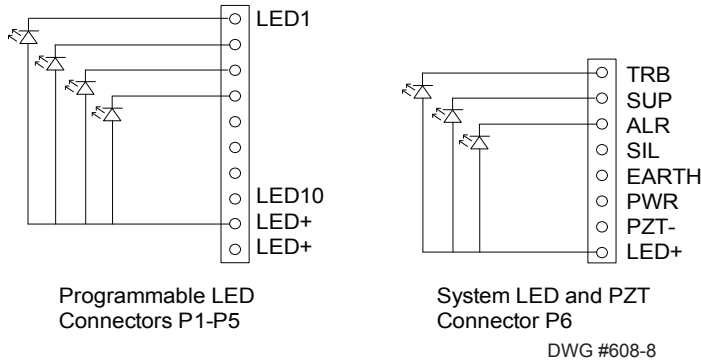 LED1
LED10
LED+
LED+
Programmable LED
Connectors P1-P5
TRB
SUP
ALR
SIL
EARTH
PWR
PZT-
LED+
System LED and PZT
Connector P6
DWG #608-8